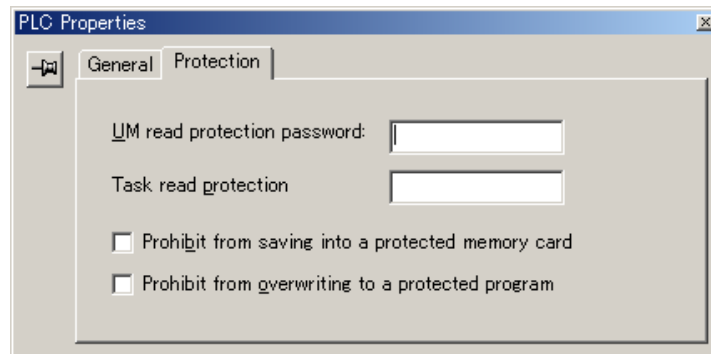 PLC Properties
General Protection
UM read protection password:
Task read protection
Prohibit from saving into a protected memory card
Prohibit from overwriting to a protected program